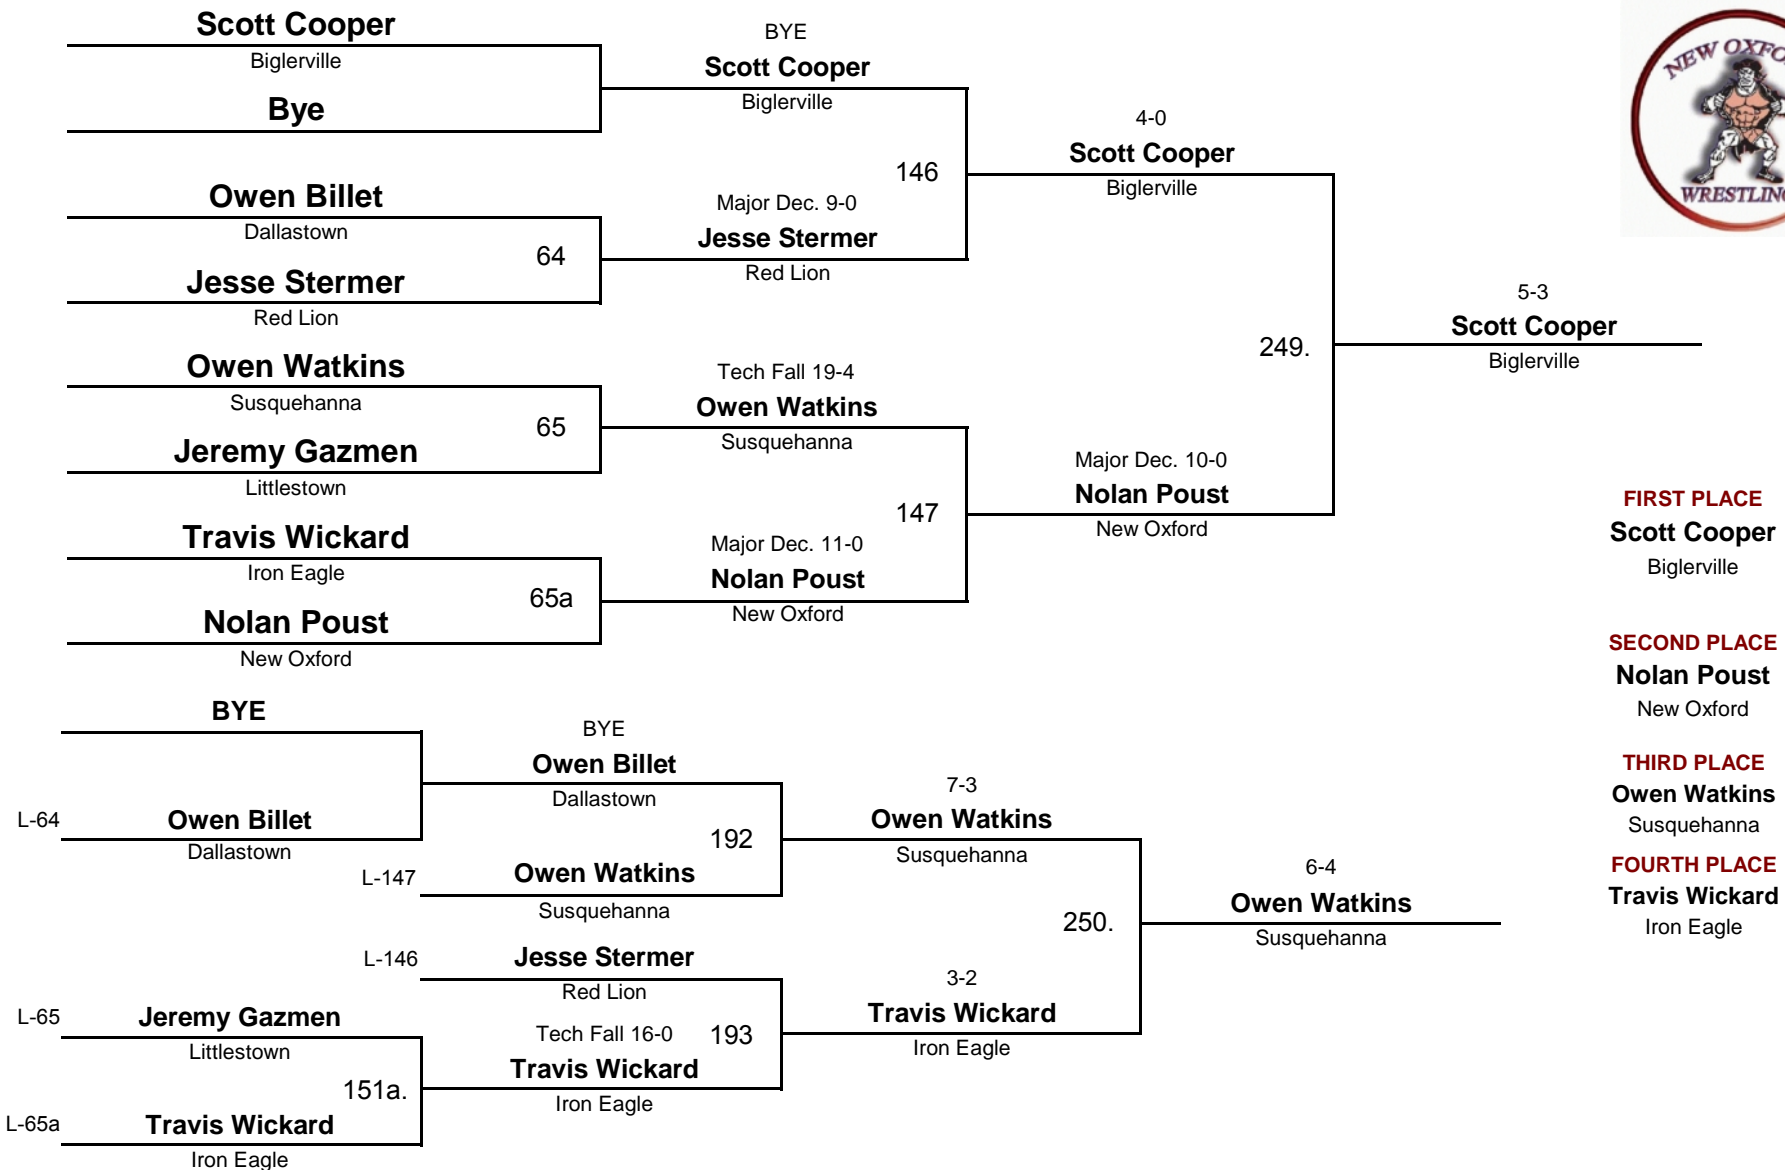 Scott Cooper
Biglerville
Bye
Owen Billet
Dallastown
64
Jesse Stermer
Red Lion
Owen Watkins
Susquehanna
65
Jeremy Gazmen
Littlestown
Travis Wickard
Iron Eagle
65a
Nolan Poust
New Oxford
BYE
Scott Cooper
Biglerville
146
Major Dec. 9-0
Jesse Stermer
Red Lion
Tech Fall 19-4
Owen Watkins
Susquehanna
147
Major Dec. 11-0
Nolan Poust
New Oxford
4-0
Scott Cooper
Biglerville
249.
Major Dec. 10-0
Nolan Poust
New Oxford
5-3
Scott Cooper
Biglerville
NEW
WRESTLING
FIRST PLACE
Scott Cooper
Biglerville
SECOND PLACE
Nolan Poust
New Oxford
THIRD PLACE
Owen Watkins
Susquehanna
FOURTH PLACE
Travis Wickard
Iron Eagle
BYE
L-64
Owen Billet
Dallastown
L-65
Jeremy Gazmen
Littlestown
151a.
L-65a
Travis Wickard
Iron Eagle
BYE
Owen Billet
Dallastown
192
L-147
Owen Watkins
Susquehanna
L-146
Jesse Stermer
Red Lion
Tech Fall 16-0
193
Travis Wickard
Iron Eagle
7-3
Owen Watkins
Susquehanna
250.
3-2
Travis Wickard
Iron Eagle
6-4
Owen Watkins
Susquehanna